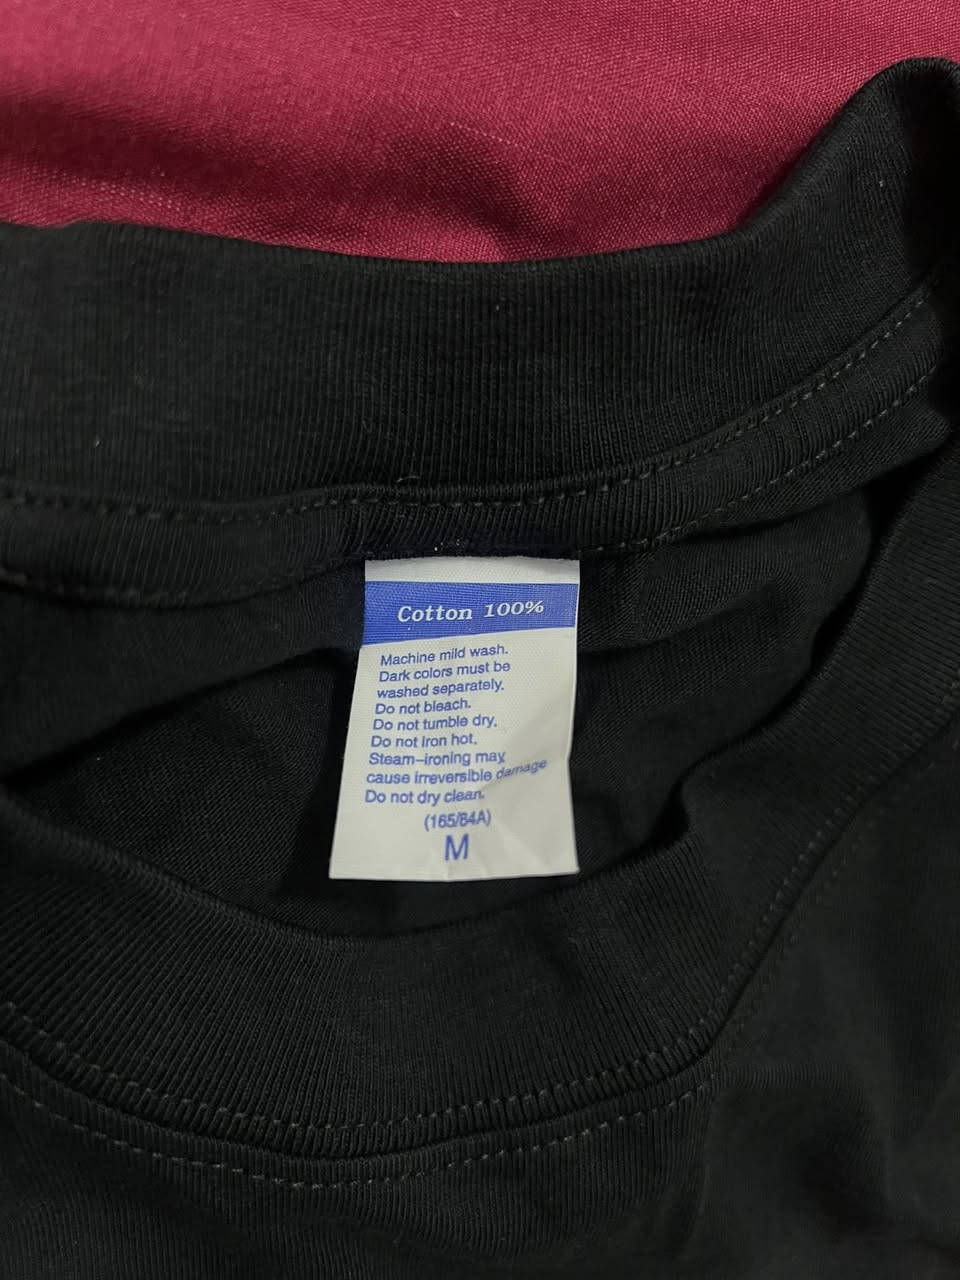 Cotton 100%
Machine mild wash.
Dark colors must be
washed separately.
Do not bleach.
Do not tumble dry.
Do not iron hot.
Steam-ironing may
cause irreversible damage
Do not dry clean.
(165/84A)
M